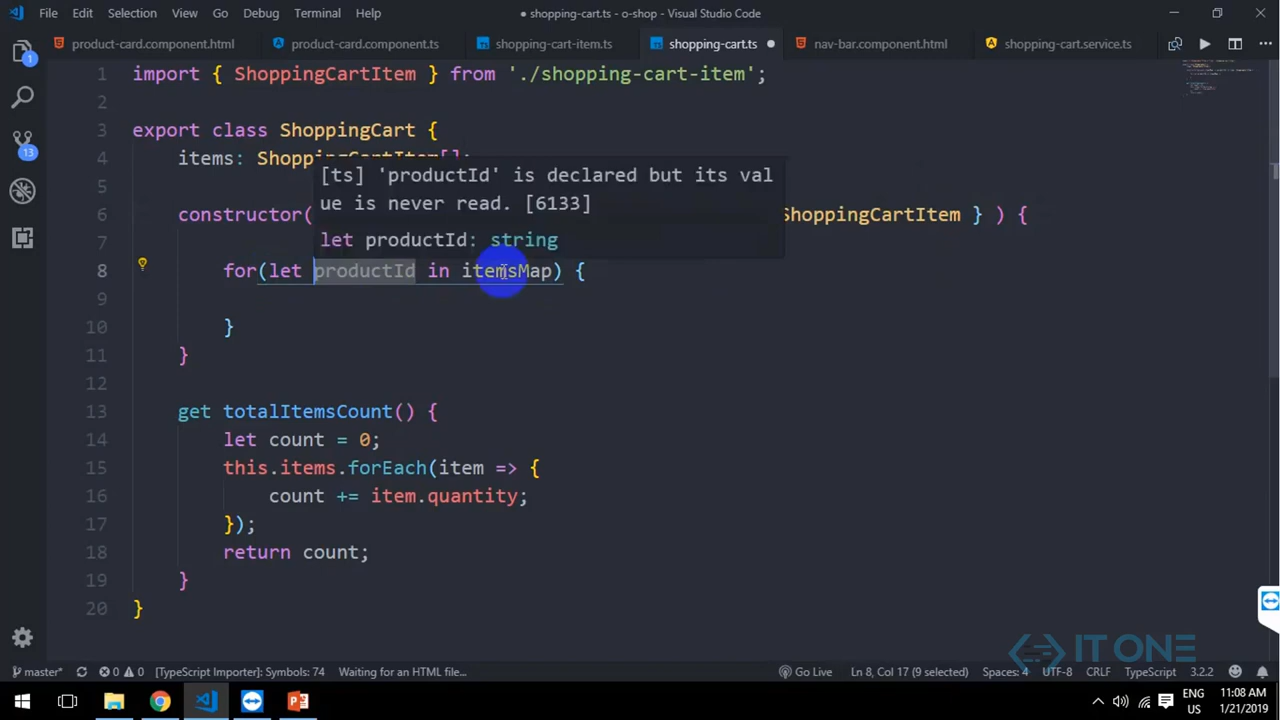 File Edit Selection View Go Debug Terminal Help ● shopping-cart.ts - o-shop - Visual Studio Code
product-card.component.html product-card.component.ts shopping-cart-item.ts shopping-cart.ts ● nav-bar.component.html shopping-cart.service.ts
1 import { ShoppingCartItem } from './shopping-cart-item';
2
3 export class ShoppingCart {
4 items: ShoppingCartItem[];
[ts] 'productId' is declared but its val
5
ue is never read. [6133]
6 constructor( ShoppingCartItem } ) {
let productId: string
7
8 for(let productId in itemsMap) {
9
10 }
11 }
12
13 get totalItemsCount() {
14 let count = 0;
15 this.items.forEach(item => {
16 count += item.quantity;
17 });
18 return count;
19 }
20 }
IT ONE
master* 0 0 [TypeScript Importer]: Symbols: 74 Waiting for an HTML file... Go Live Ln 8, Col 17 (9 selected) Spaces: 4 UTF-8 CRLF TypeScript 3.2.2
1
13
ENG 11:08 AM
US 1/21/2019